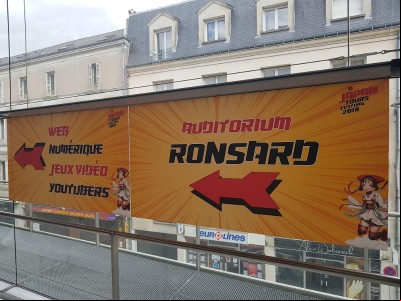 WEB
NUMÉRIQUE
JEUX VIDÉO
YOUTUBERS
AUDITORIUM
RONSARD
JAPAN
TOURS
FESTIVAL
2018
eurolines